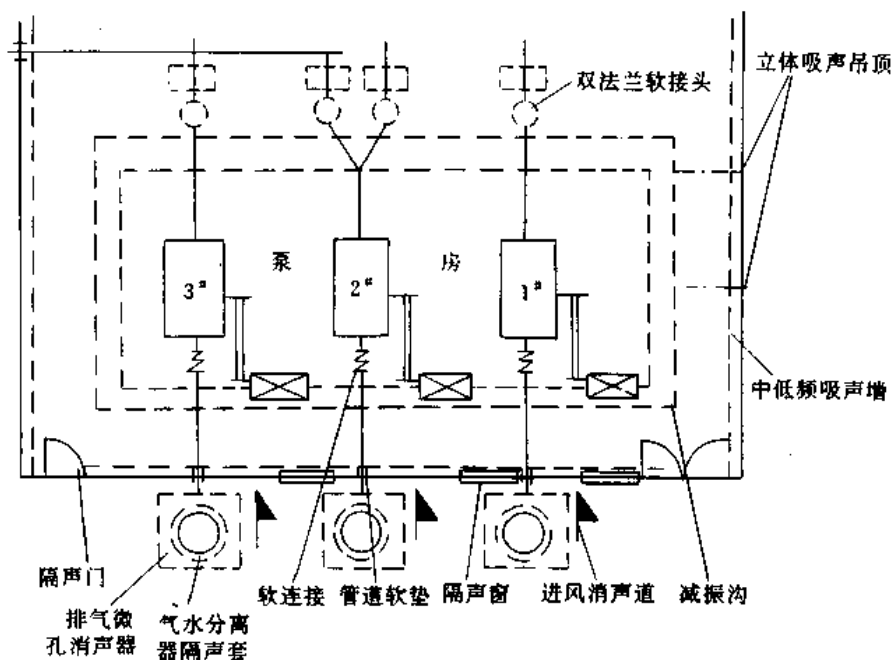 立体吸声吊顶
双法兰软接头
泵 房
3# 2# 1#
中低频吸声墙
隔声门
软连接 管道软垫 隔声窗 进风消声道 减振沟
排气微
孔消声器
气水分离
器隔声套